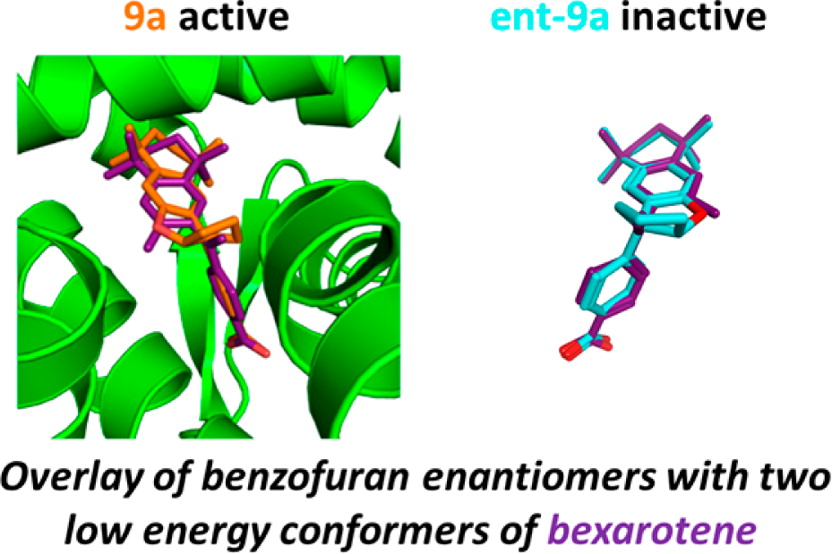 9a active
ent-9a inactive
Overlay of benzofuran enantiomers with two
low energy conformers of bexarotene